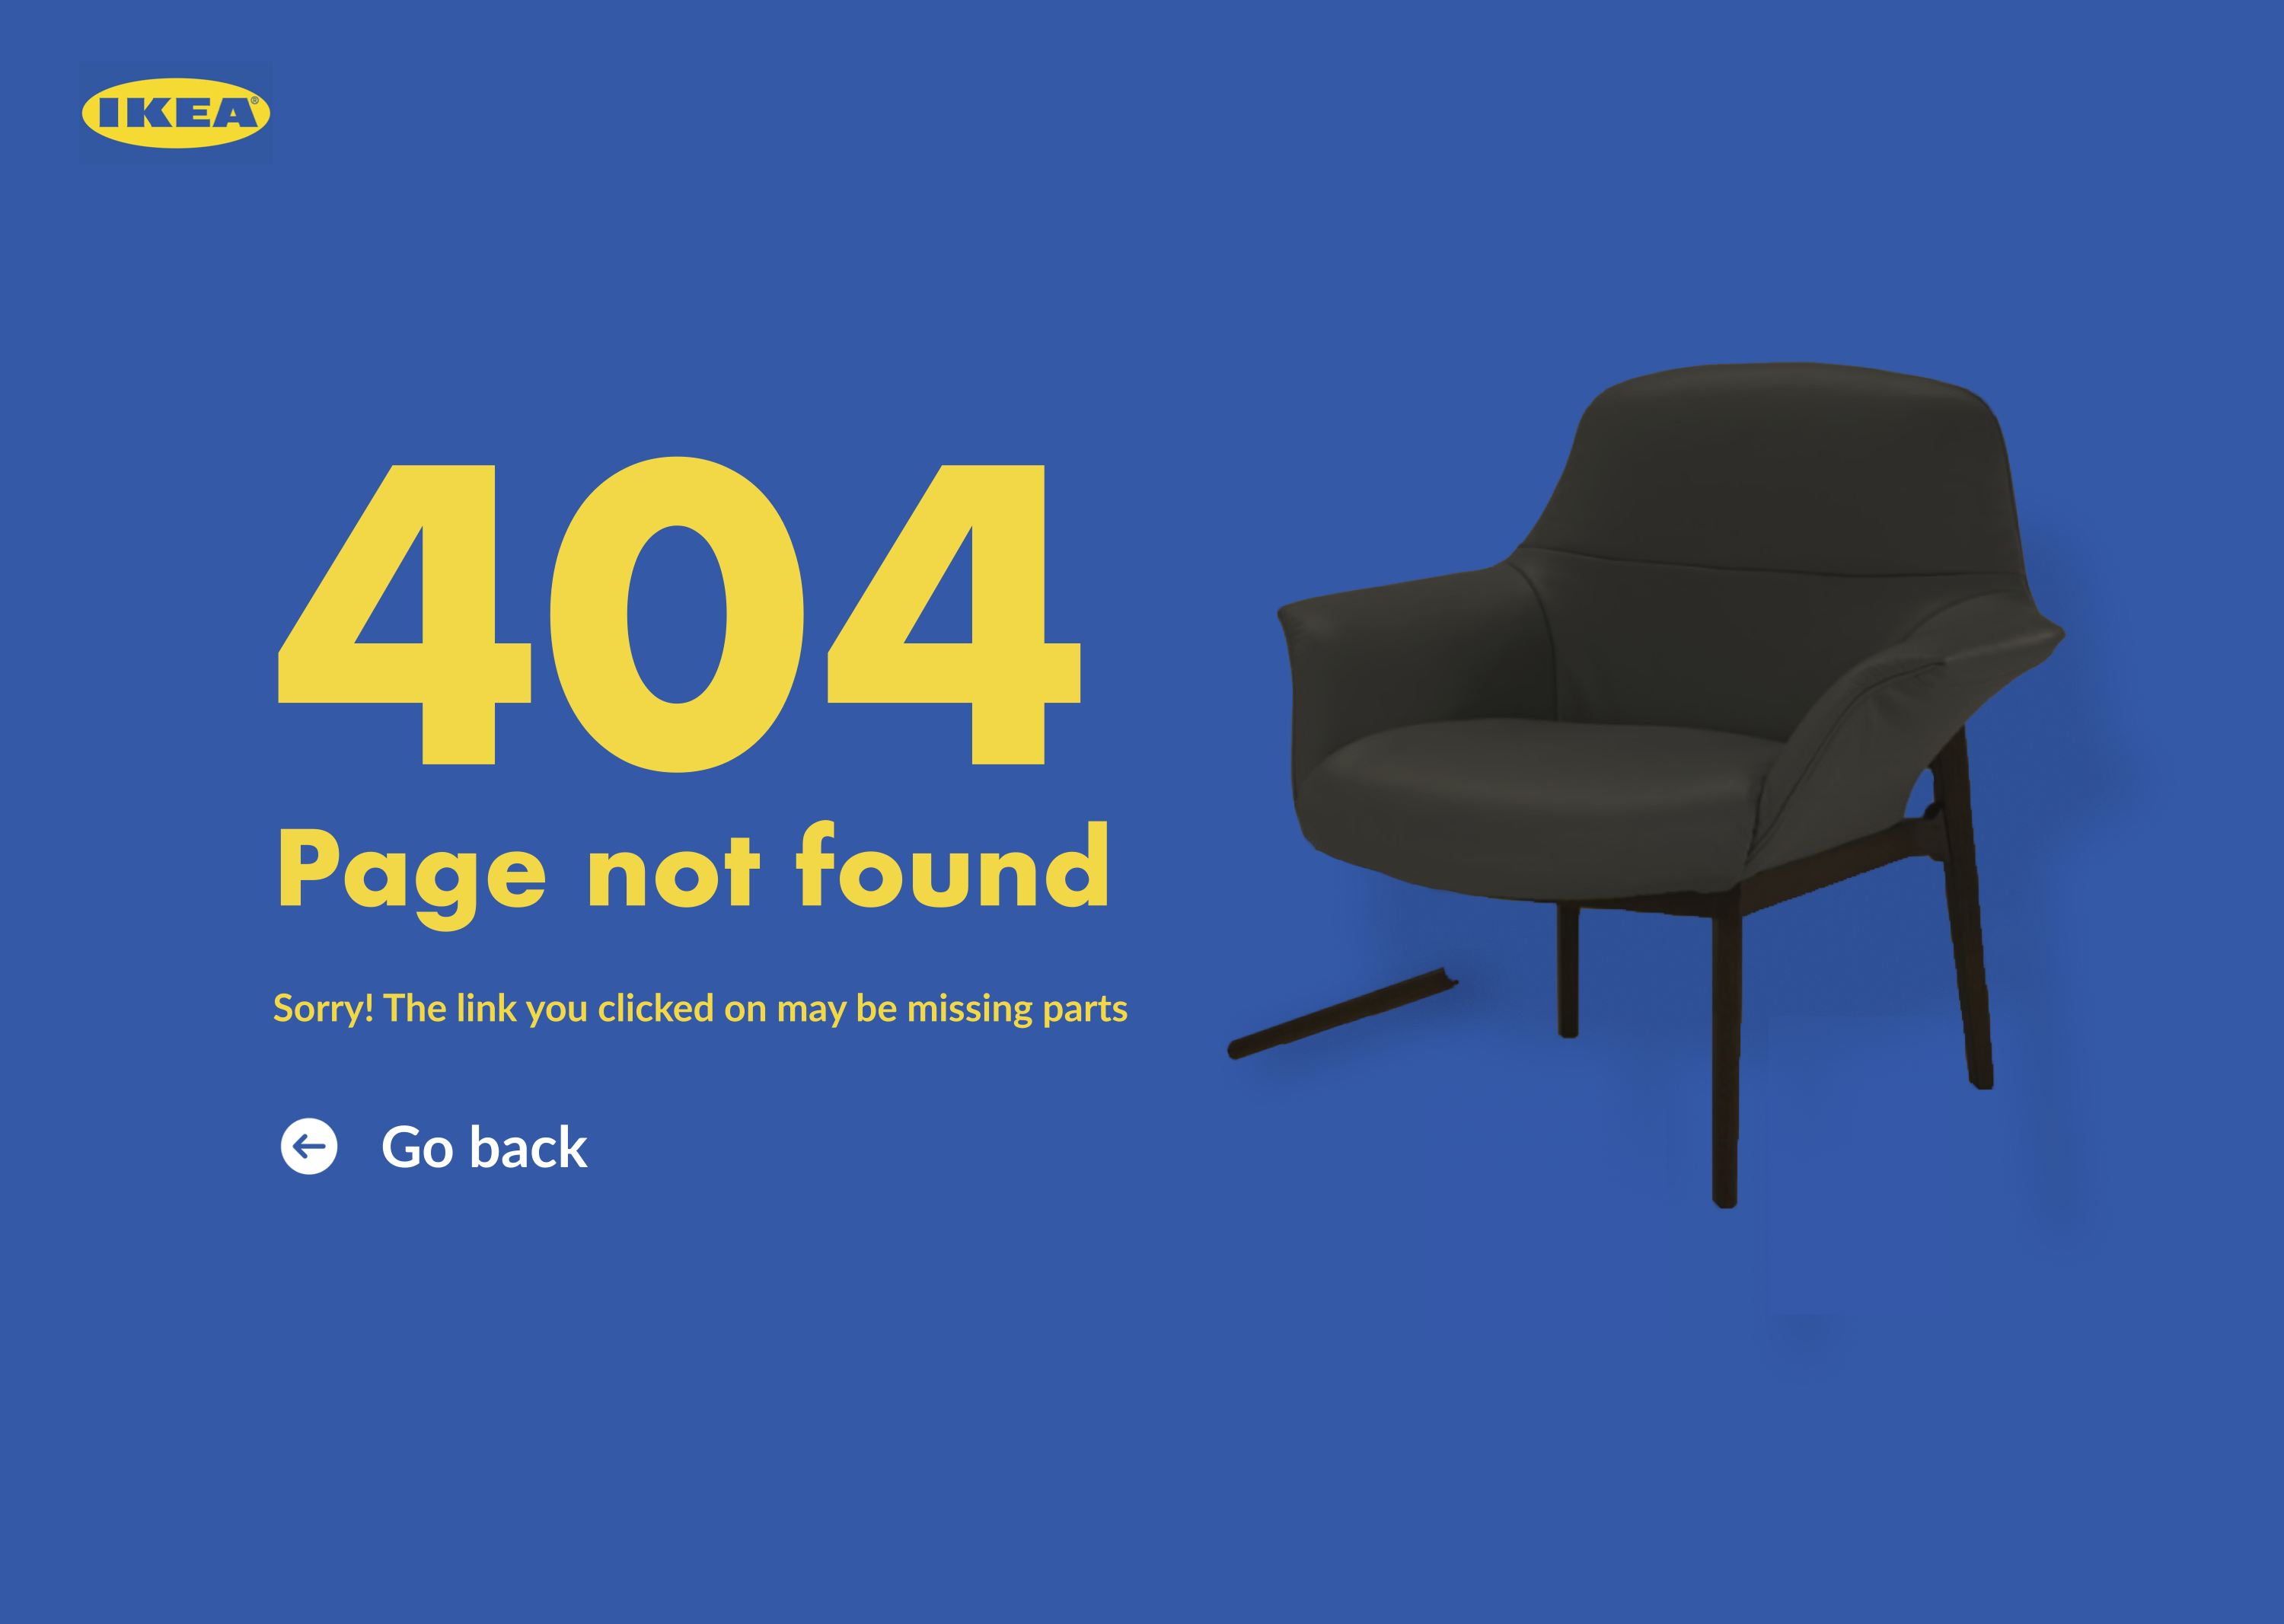 IKEA®
404
Page not found
Sorry! The link you clicked on may be missing parts
Go back